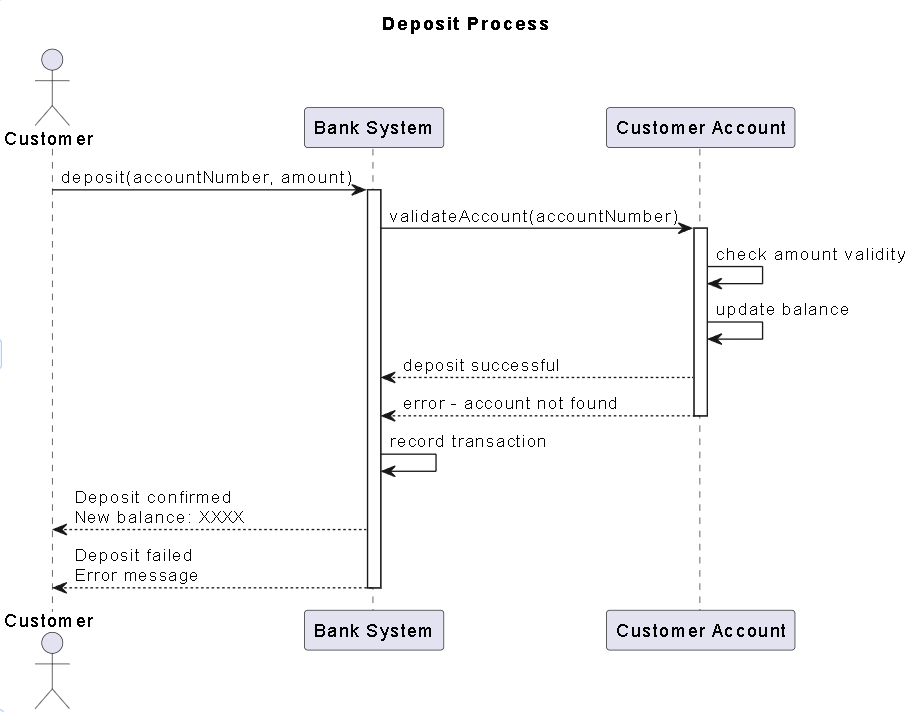 Deposit Process
Customer
Bank System
Customer Account
deposit(accountNumber, amount)
validateAccount(accountNumber)
check amount validity
update balance
deposit successful
error - account not found
record transaction
Deposit confirmed
New balance: XXXX
Deposit failed
Error message
Customer
Bank System
Customer Account